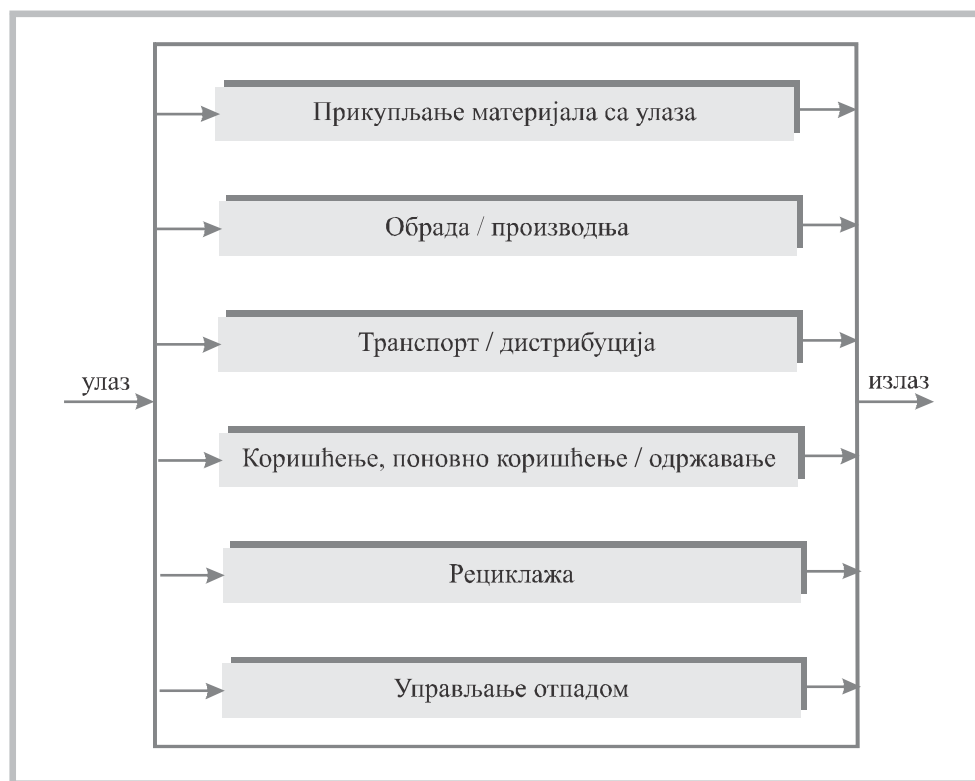 Прикупљање материјала са улаза
Обрада / производња
Транспорт / дистрибуција
улаз
излаз
Коришћење, поновно коришћење / одржавање
Рециклажа
Управљање отпадом